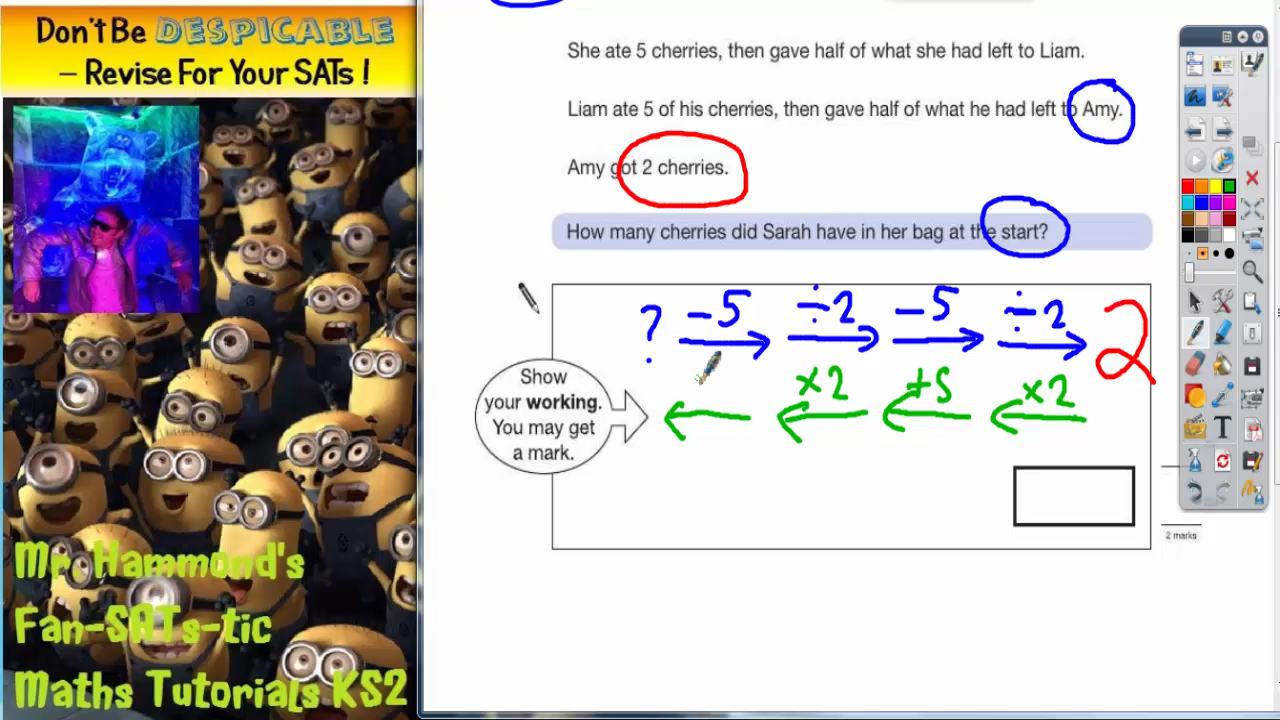 Don't Be DESPICABLE
– Revise For Your SATs !
Mr. Hammond's
Fan-SATs-tic
Maths Tutorials KS2
She ate 5 cherries, then gave half of what she had left to Liam.
Liam ate 5 of his cherries, then gave half of what he had left to Amy.
Amy got 2 cherries.
How many cherries did Sarah have in her bag at the start?
? -5 ÷2 -5 ÷2 2
×2 +5 ×2
Show
your working.
You may get
a mark.
2 marks